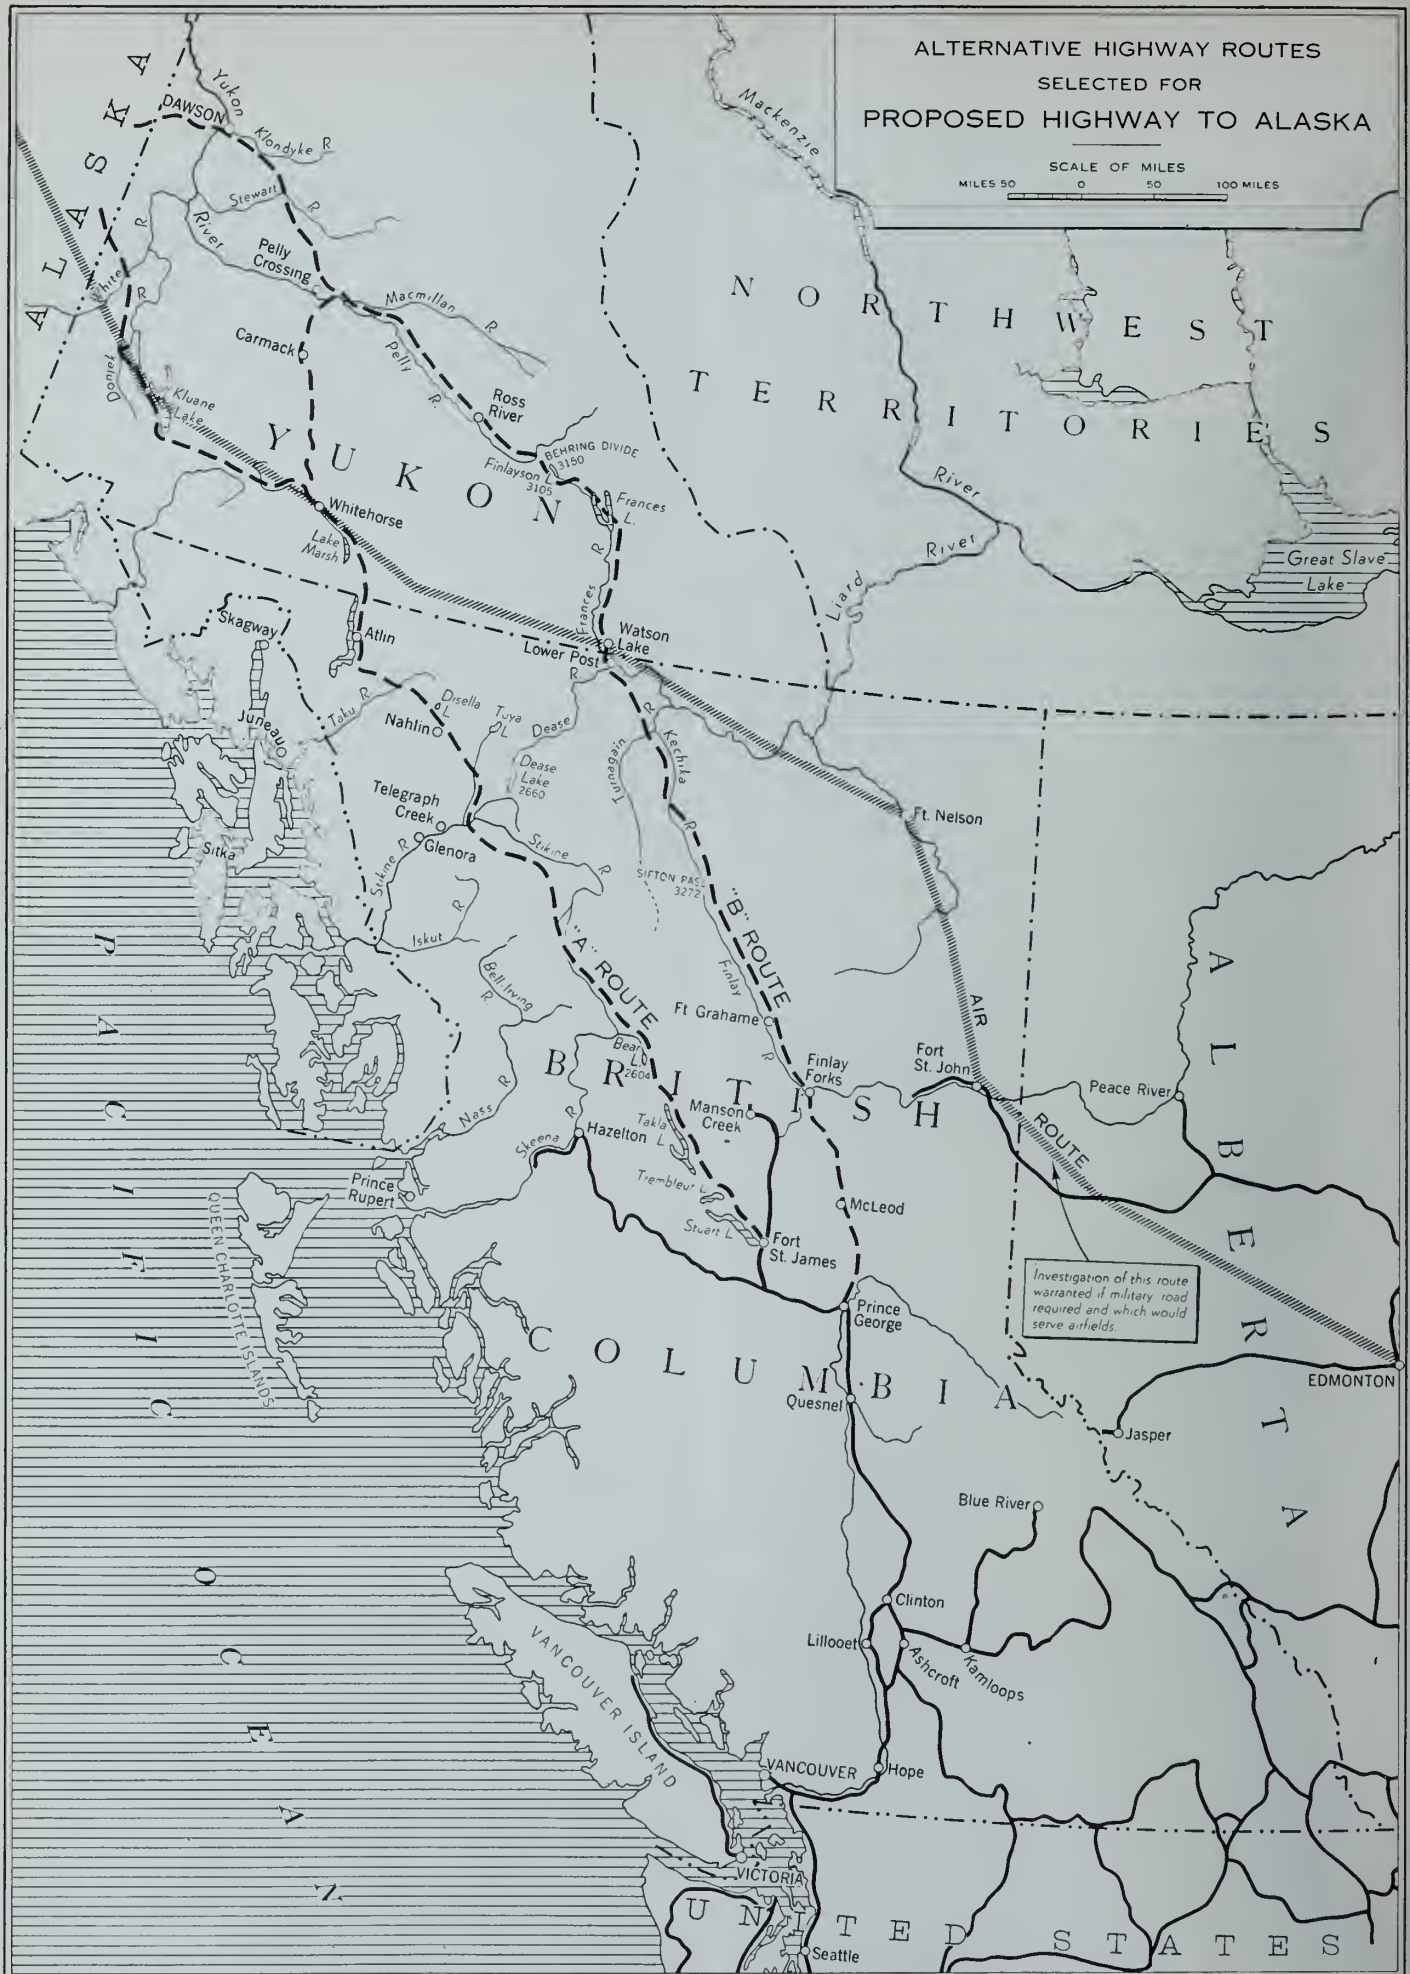 ALTERNATIVE HIGHWAY ROUTES
SELECTED FOR
PROPOSED HIGHWAY TO ALASKA
SCALE OF MILES
MILES 50 0 50 100 MILES
ALASKA
Yukon
DAWSON
Klondyke R
Stewart
R
River
R
Pelly
Crossing
White
R
Macmillan
R
Carmack
Pelly
R.
Donjek
Kluane
Lake
Ross
River
YUKON
BEHRING DIVIDE
3150
Finlayson L
3105
Frances
L.
Whitehorse
Lake
Marsh
Frances
R
Mackenzie
NORTHWEST
TERRITORIES
River
River
Liard
Great Slave
Lake
Skagway
Atlin
Watson
Lake
Lower Post
R
Dease
Disella
L
Tuya
L
Taku R
Nahlin
Juneau
R
Kechika
Turnagain
Dease
Lake
2660
Telegraph
Creek
Glenora
Ft. Nelson
R
Stikine
R
Stikine R
Sitka
SIFTON PAS
3272
"B" ROUTE
"A" ROUTE
Iskut
R
Bell-Irving
R.
Finlay
R
Ft Grahame
AIR
ROUTE
Bear
L.
2604
Finlay
Forks
Fort
St. John
Peace River
ALBERTA
BRITISH
COLUMBIA
Manson
Creek
Nass R
Takla
L
Skeena
R
Hazelton
Trembleur L
Prince
Rupert
McLeod
Stuart L
Fort
St. James
QUEEN CHARLOTTE ISLANDS
Investigation of this route
warranted if military road
required and which would
serve airfields.
Prince
George
EDMONTON
Quesnel
Jasper
Blue River
PACIFIC
OCEAN
Clinton
Lillooet
Ashcroft
Kamloops
VANCOUVER ISLAND
VANCOUVER
Hope
VICTORIA
UNITED STATES
Seattle